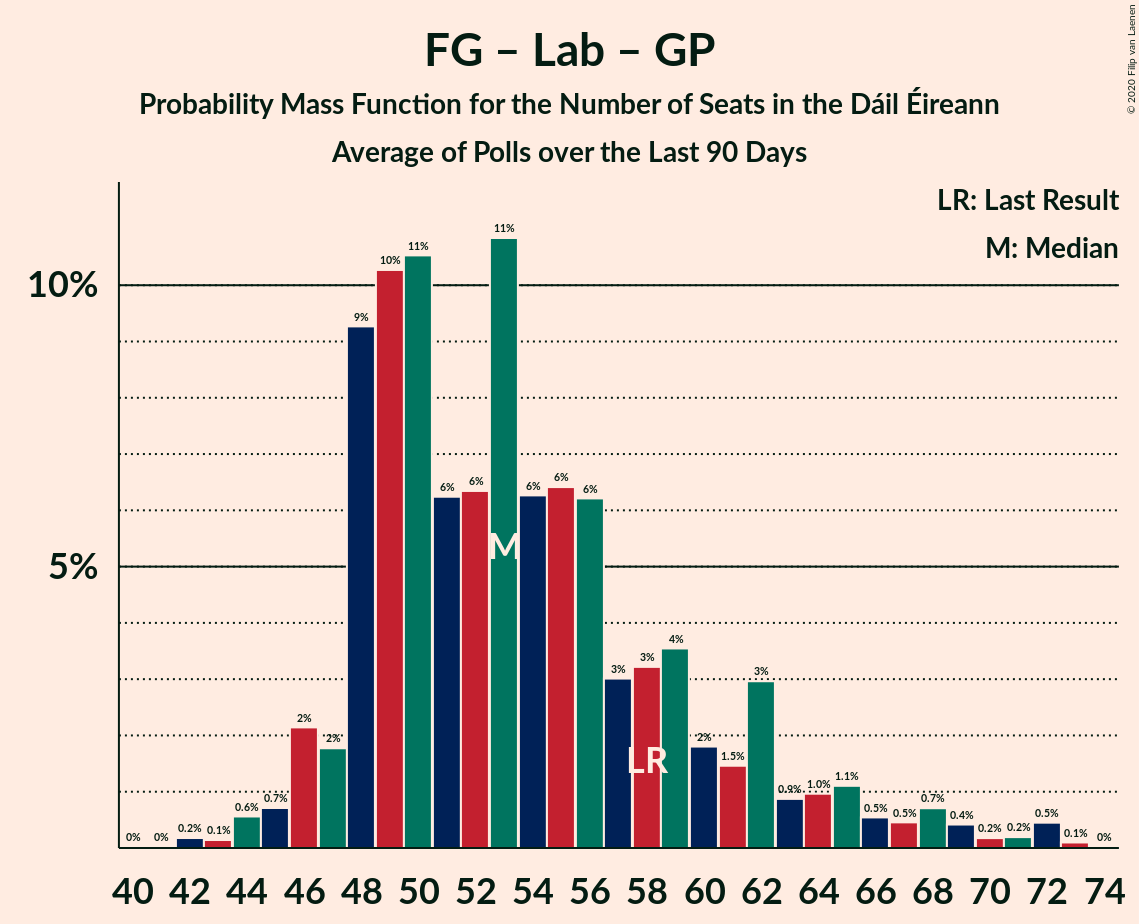 FG – Lab – GP
Probability Mass Function for the Number of Seats in the Dáil Éireann
Average of Polls over the Last 90 Days
© 2020 Filip van Laenen
LR: Last Result
M: Median
10%
5%
0% 0% 0.2% 0.1% 0.6% 0.7% 2% 2% 9% 10% 11% 6% 6% 11% 6% 6% 6% 3% 3% 4% 2% 1.5% 3% 0.9% 1.0% 1.1% 0.5% 0.5% 0.7% 0.4% 0.2% 0.2% 0.5% 0.1% 0%
M
LR
40 42 44 46 48 50 52 54 56 58 60 62 64 66 68 70 72 74